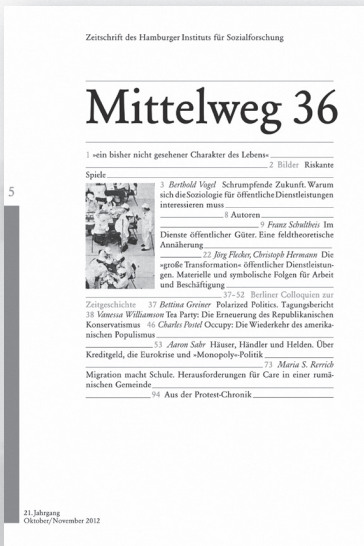 Zeitschrift des Hamburger Instituts für Sozialforschung
Mittelweg 36
1 »ein bisher nicht gesehener Charakter des Lebens«
2 Bilder Riskante
Spiele
3 Berthold Vogel Schrumpfende Zukunft. Warum
sich die Soziologie für öffentliche Dienstleistungen
interessieren muss
8 Autoren
9 Franz Schultheis Im
Dienste öffentlicher Güter. Eine feldtheoretische
Annäherung
22 Jörg Flecker, Christoph Hermann Die
»große Transformation« öffentlicher Dienstleistun-
gen. Materielle und symbolische Folgen für Arbeit
und Beschäftigung
37–52 Berliner Colloquien zur
Zeitgeschichte 37 Bettina Greiner Polarized Politics. Tagungsbericht
38 Vanessa Williamson Tea Party: Die Erneuerung des Republikanischen
Konservatismus 46 Charles Postel Occupy: Die Wiederkehr des amerika-
nischen Populismus
53 Aaron Sahr Häuser, Händler und Helden. Über
Kreditgeld, die Eurokrise und »Monopoly«-Politik
73 Maria S. Rerrich
Migration macht Schule. Herausforderungen für Care in einer rumä-
nischen Gemeinde
94 Aus der Protest-Chronik
5
21. Jahrgang
Oktober/November 2012